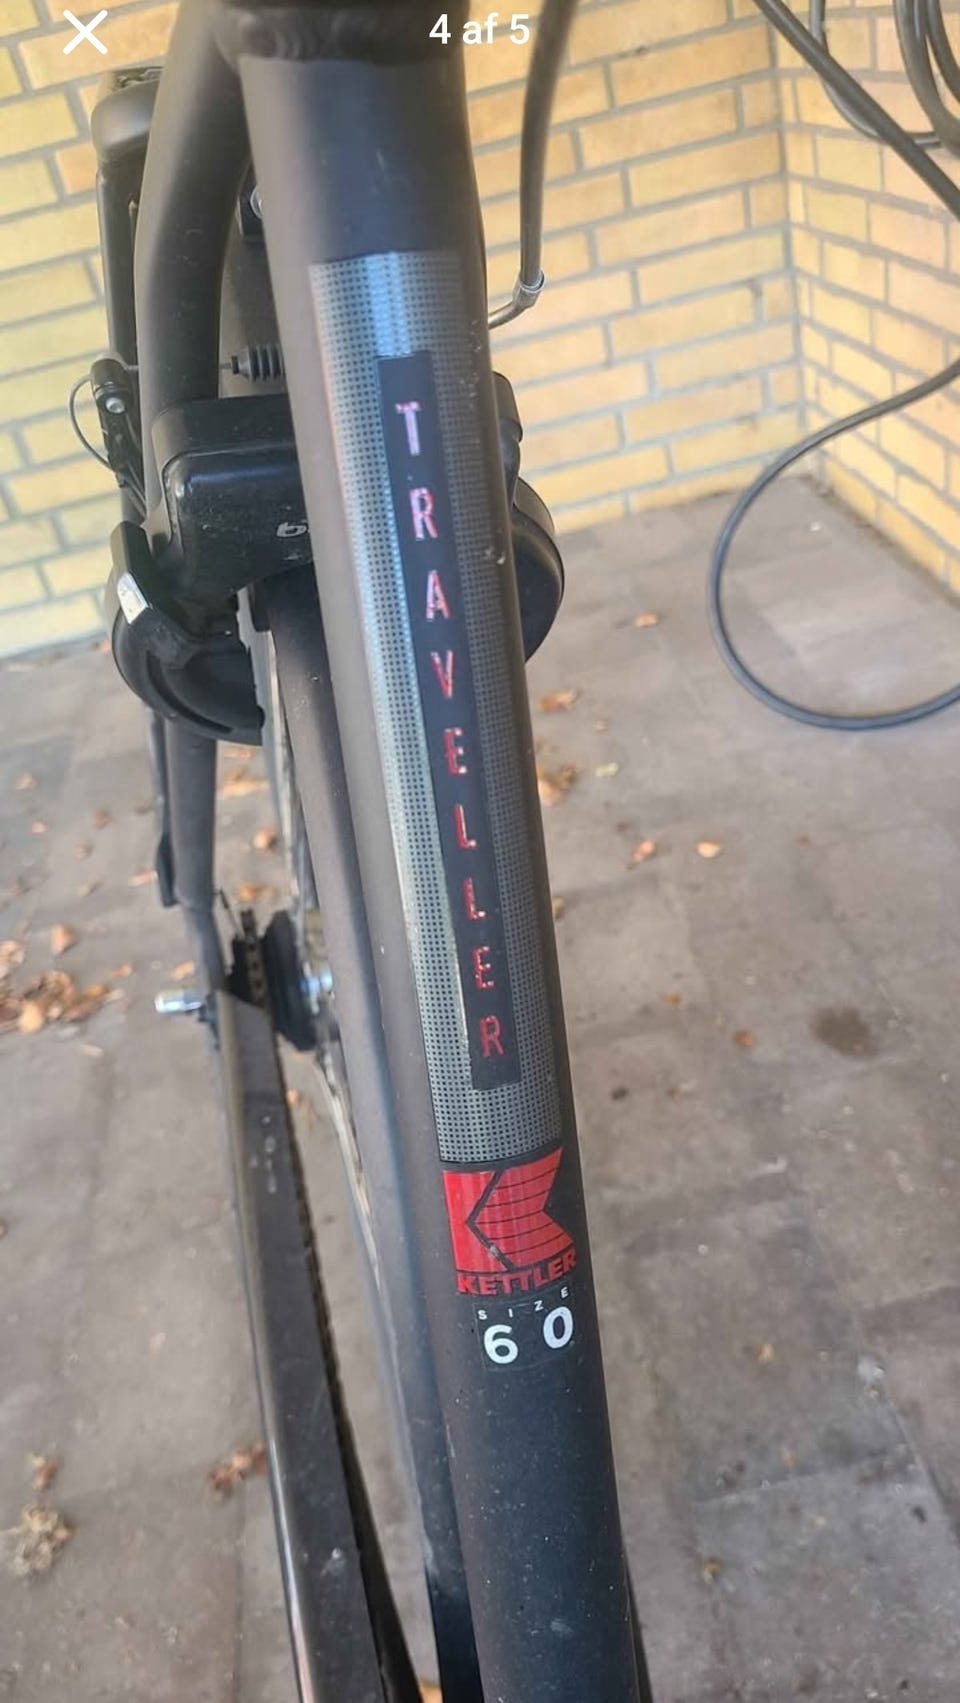 4 af 5
TRAVELLER
KETTLER
SIZE
60